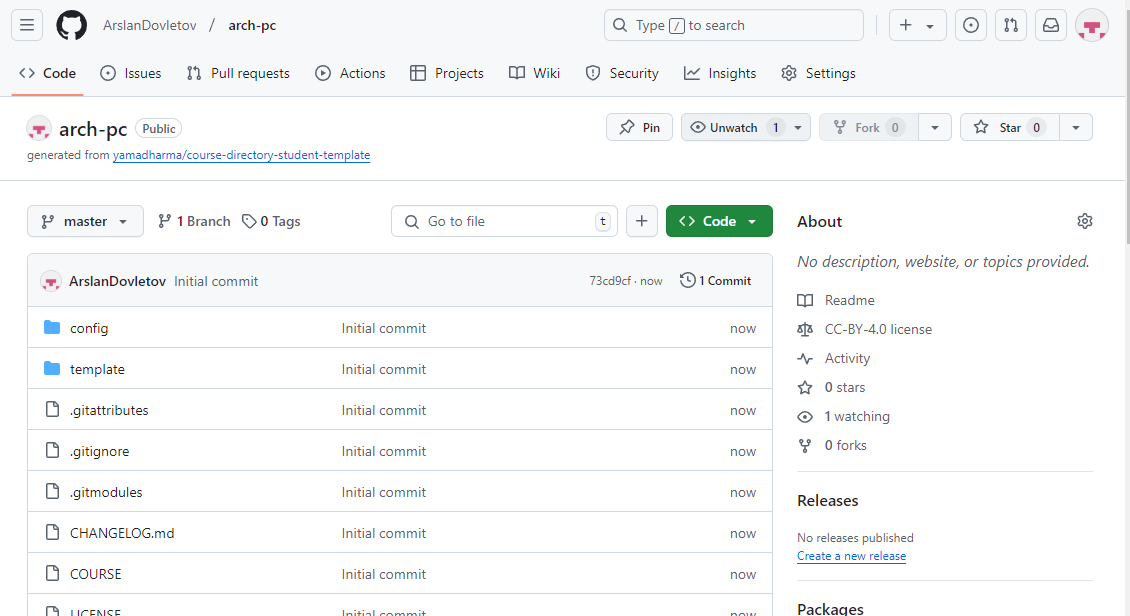 ArslanDovletov / arch-pc
Type / to search
Code Issues Pull requests Actions Projects Wiki Security Insights Settings
arch-pc Public
Pin Unwatch 1 Fork 0 Star 0
generated from yamadharma/course-directory-student-template
master 1 Branch 0 Tags Go to file t Code
ArslanDovletov Initial commit 73cd9cf · now 1 Commit
config Initial commit now
template Initial commit now
.gitattributes Initial commit now
.gitignore Initial commit now
.gitmodules Initial commit now
CHANGELOG.md Initial commit now
COURSE Initial commit now
LICENSE Initial commit now
About
No description, website, or topics provided.
Readme
CC-BY-4.0 license
Activity
0 stars
1 watching
0 forks
Releases
No releases published
Create a new release
Packages